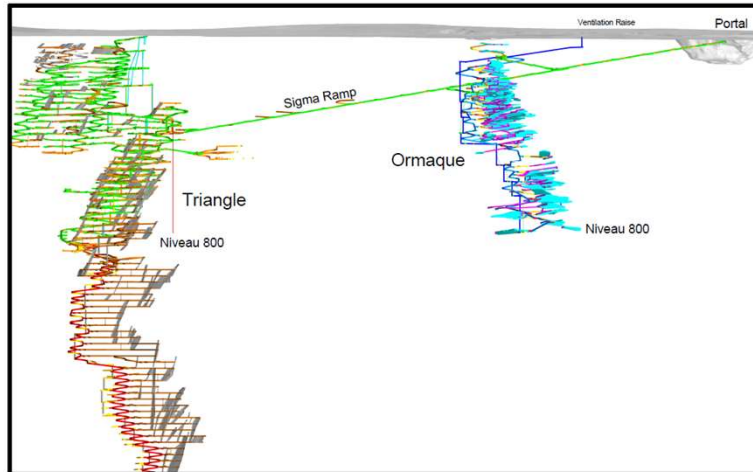 Ventilation Raise
Portal
Sigma Ramp
Ormaque
Triangle
Niveau 800
Niveau 800